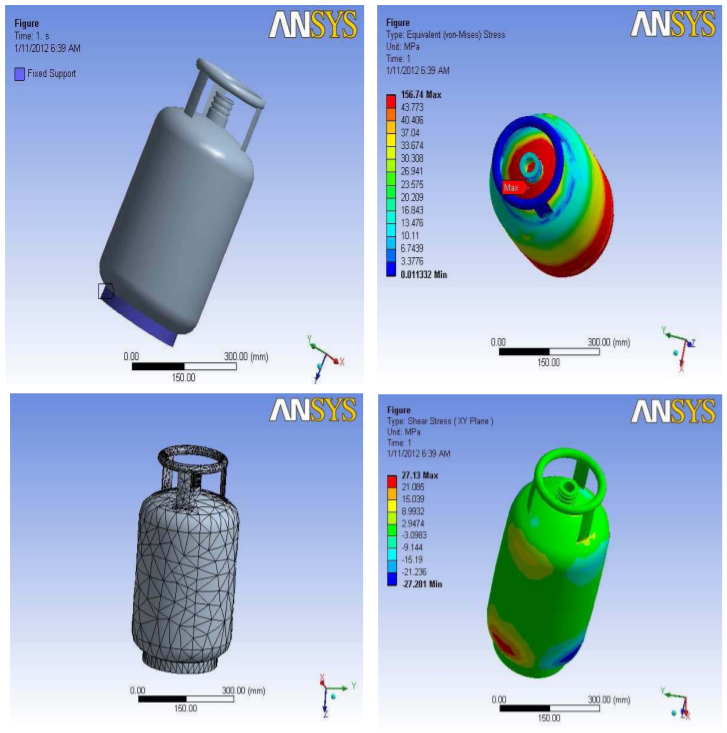 ANSYS
Figure
Time: 1. s
1/11/2012 6:39 AM
Fixed Support
0.00
300.00 (mm)
150.00
Y
X
Z
ANSYS
Figure
Type: Equivalent (von-Mises) Stress
Unit: MPa
Time: 1
1/11/2012 6:39 AM
156.74 Max
43.773
40.406
37.04
33.674
30.308
26.941
23.575
20.209
16.843
13.476
10.11
6.7439
3.3776
0.011332 Min
Max
0.00
300.00 (mm)
150.00
Y
Z
X
ANSYS
0.00
300.00 (mm)
150.00
X
Y
Z
ANSYS
Figure
Type: Shear Stress ( XY Plane )
Unit: MPa
Time: 1
1/11/2012 6:39 AM
27.13 Max
21.085
15.039
8.9932
2.9474
-3.0983
-9.144
-15.19
-21.236
-27.281 Min
0.00
300.00 (mm)
150.00
Y